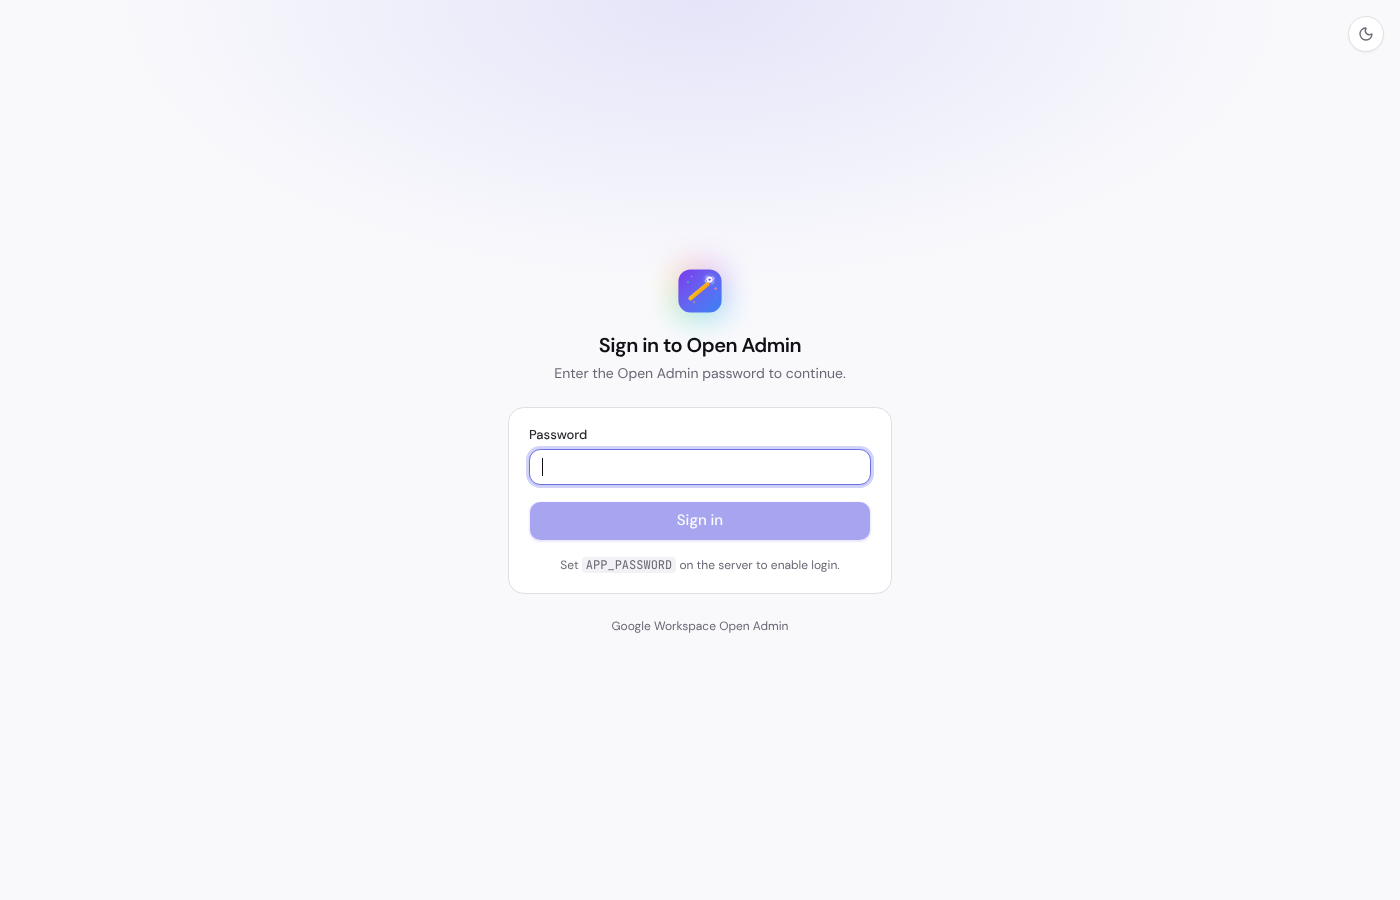 Sign in to Open Admin
Enter the Open Admin password to continue.
Password
Sign in
Set APP_PASSWORD on the server to enable login.
Google Workspace Open Admin